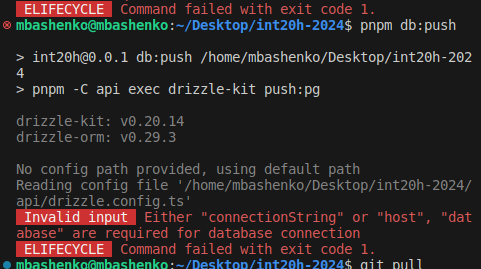 ELIFECYCLE  Command failed with exit code 1.
mbashenko@mbashenko:~/Desktop/int20h-2024$ pnpm db:push
> int20h@0.0.1 db:push /home/mbashenko/Desktop/int20h-202
4
> pnpm -C api exec drizzle-kit push:pg
drizzle-kit: v0.20.14
drizzle-orm: v0.29.3
No config path provided, using default path
Reading config file '/home/mbashenko/Desktop/int20h-2024/
api/drizzle.config.ts'
Invalid input  Either "connectionString" or "host", "dat
abase" are required for database connection
ELIFECYCLE  Command failed with exit code 1.
mbashenko@mbashenko:~/Desktop/int20h-2024$ git pull